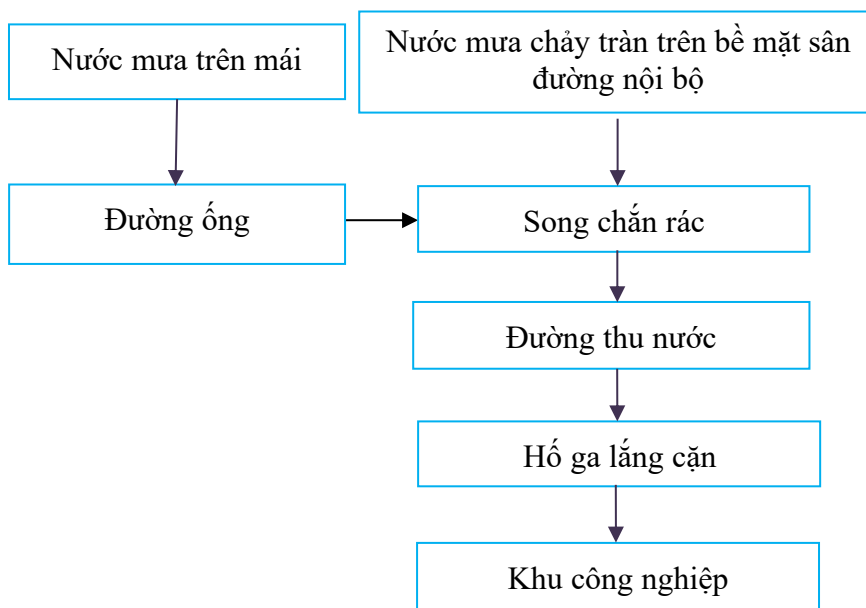 Nước mưa trên mái
Nước mưa chảy tràn trên bề mặt sân
đường nội bộ
Đường ống
Song chắn rác
Đường thu nước
Hố ga lắng cặn
Khu công nghiệp